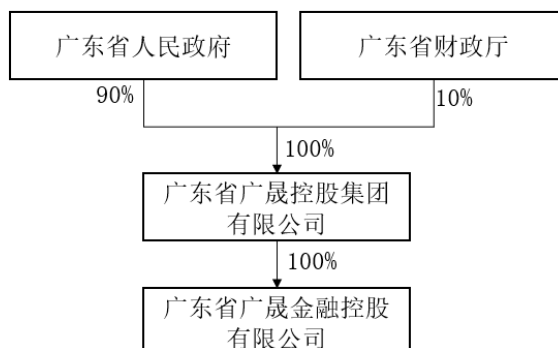 广东省人民政府
广东省财政厅
90%
10%
100%
广东省广晟控股集团
有限公司
100%
广东省广晟金融控股
有限公司